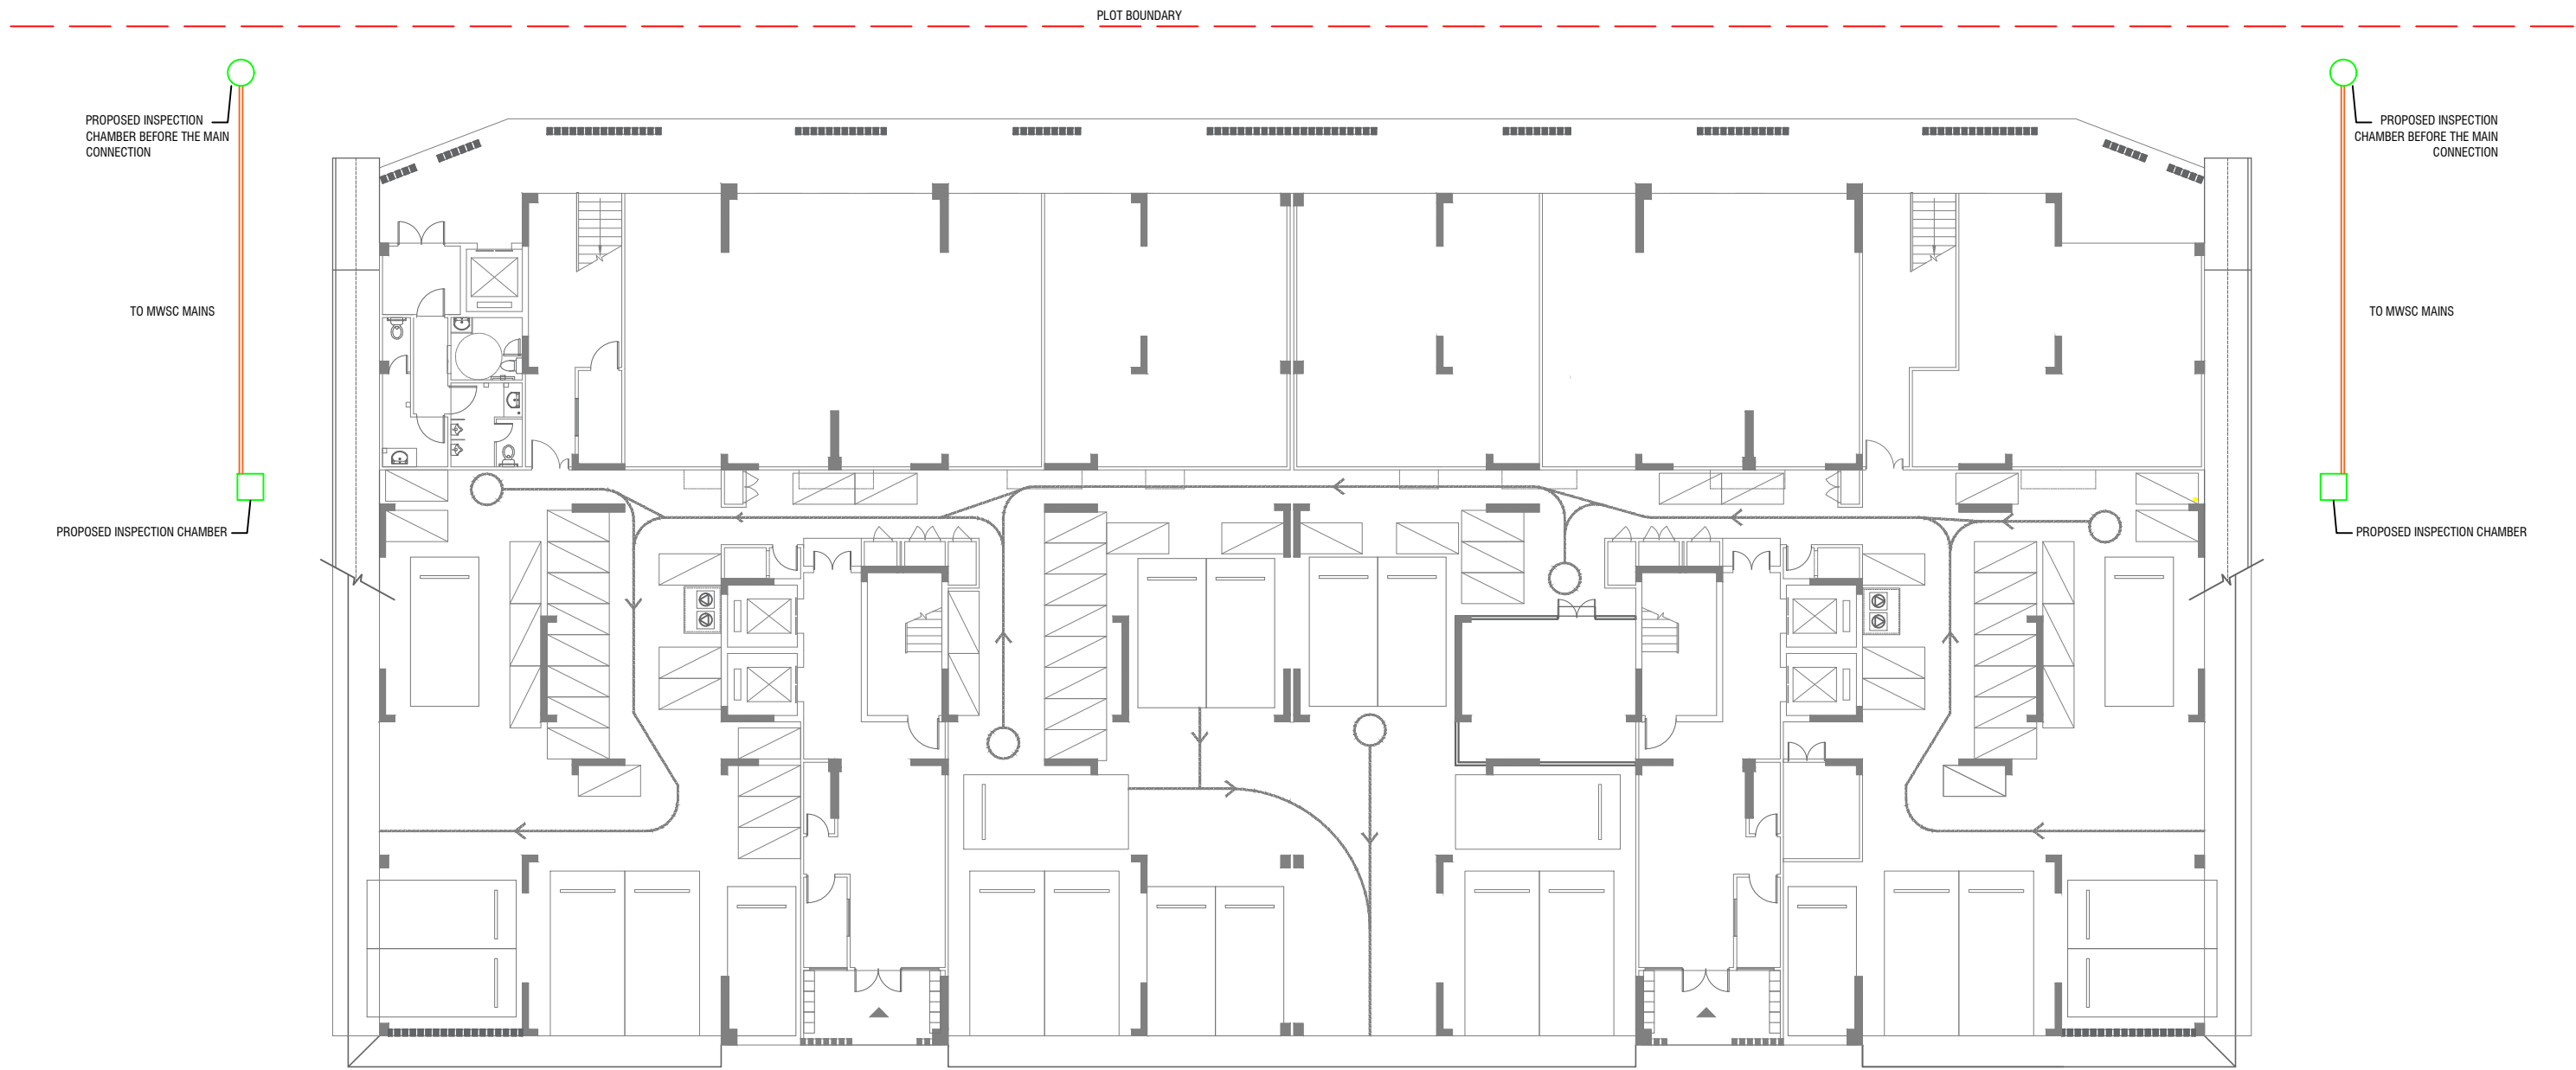 PLOT BOUNDARY
PROPOSED INSPECTION
CHAMBER BEFORE THE MAIN
CONNECTION
PROPOSED INSPECTION
CHAMBER BEFORE THE MAIN
CONNECTION
TO MWSC MAINS
TO MWSC MAINS
PROPOSED INSPECTION CHAMBER
PROPOSED INSPECTION CHAMBER